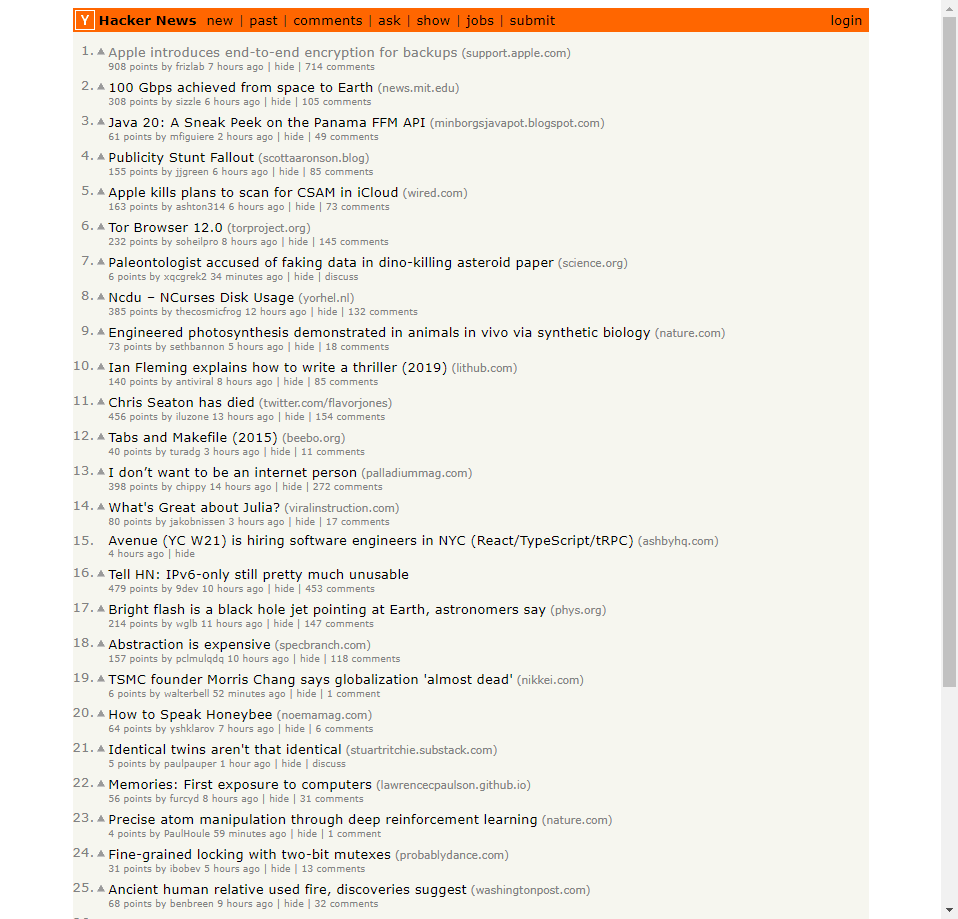 Y Hacker News new | past | comments | ask | show | jobs | submit login
1. Apple introduces end-to-end encryption for backups (support.apple.com)
908 points by frizlab 7 hours ago | hide | 714 comments
2. 100 Gbps achieved from space to Earth (news.mit.edu)
308 points by sizzle 6 hours ago | hide | 105 comments
3. Java 20: A Sneak Peek on the Panama FFM API (minborgsjavapot.blogspot.com)
61 points by mfiguiere 2 hours ago | hide | 49 comments
4. Publicity Stunt Fallout (scottaaronson.blog)
155 points by jjgreen 6 hours ago | hide | 85 comments
5. Apple kills plans to scan for CSAM in iCloud (wired.com)
163 points by ashton314 6 hours ago | hide | 73 comments
6. Tor Browser 12.0 (torproject.org)
232 points by soheilpro 8 hours ago | hide | 145 comments
7. Paleontologist accused of faking data in dino-killing asteroid paper (science.org)
6 points by xqcgrek2 34 minutes ago | hide | discuss
8. Ncdu – NCurses Disk Usage (yorhel.nl)
385 points by thecosmicfrog 12 hours ago | hide | 132 comments
9. Engineered photosynthesis demonstrated in animals in vivo via synthetic biology (nature.com)
73 points by sethbannon 5 hours ago | hide | 18 comments
10. Ian Fleming explains how to write a thriller (2019) (lithub.com)
140 points by antiviral 8 hours ago | hide | 85 comments
11. Chris Seaton has died (twitter.com/flavorjones)
456 points by iluzone 13 hours ago | hide | 154 comments
12. Tabs and Makefile (2015) (beebo.org)
40 points by turadg 3 hours ago | hide | 11 comments
13. I don’t want to be an internet person (palladiummag.com)
398 points by chippy 14 hours ago | hide | 272 comments
14. What's Great about Julia? (viralinstruction.com)
80 points by jakobnissen 3 hours ago | hide | 17 comments
15. Avenue (YC W21) is hiring software engineers in NYC (React/TypeScript/tRPC) (ashbyhq.com)
4 hours ago | hide
16. Tell HN: IPv6-only still pretty much unusable
479 points by 9dev 10 hours ago | hide | 453 comments
17. Bright flash is a black hole jet pointing at Earth, astronomers say (phys.org)
214 points by wglb 11 hours ago | hide | 147 comments
18. Abstraction is expensive (specbranch.com)
157 points by pclmulqdq 10 hours ago | hide | 118 comments
19. TSMC founder Morris Chang says globalization 'almost dead' (nikkei.com)
6 points by walterbell 52 minutes ago | hide | 1 comment
20. How to Speak Honeybee (noemamag.com)
64 points by yshklarov 7 hours ago | hide | 6 comments
21. Identical twins aren't that identical (stuartritchie.substack.com)
5 points by paulpauper 1 hour ago | hide | discuss
22. Memories: First exposure to computers (lawrencecpaulson.github.io)
56 points by furcyd 8 hours ago | hide | 31 comments
23. Precise atom manipulation through deep reinforcement learning (nature.com)
4 points by PaulHoule 59 minutes ago | hide | 1 comment
24. Fine-grained locking with two-bit mutexes (probablydance.com)
31 points by ibobev 5 hours ago | hide | 13 comments
25. Ancient human relative used fire, discoveries suggest (washingtonpost.com)
68 points by benbreen 9 hours ago | hide | 32 comments